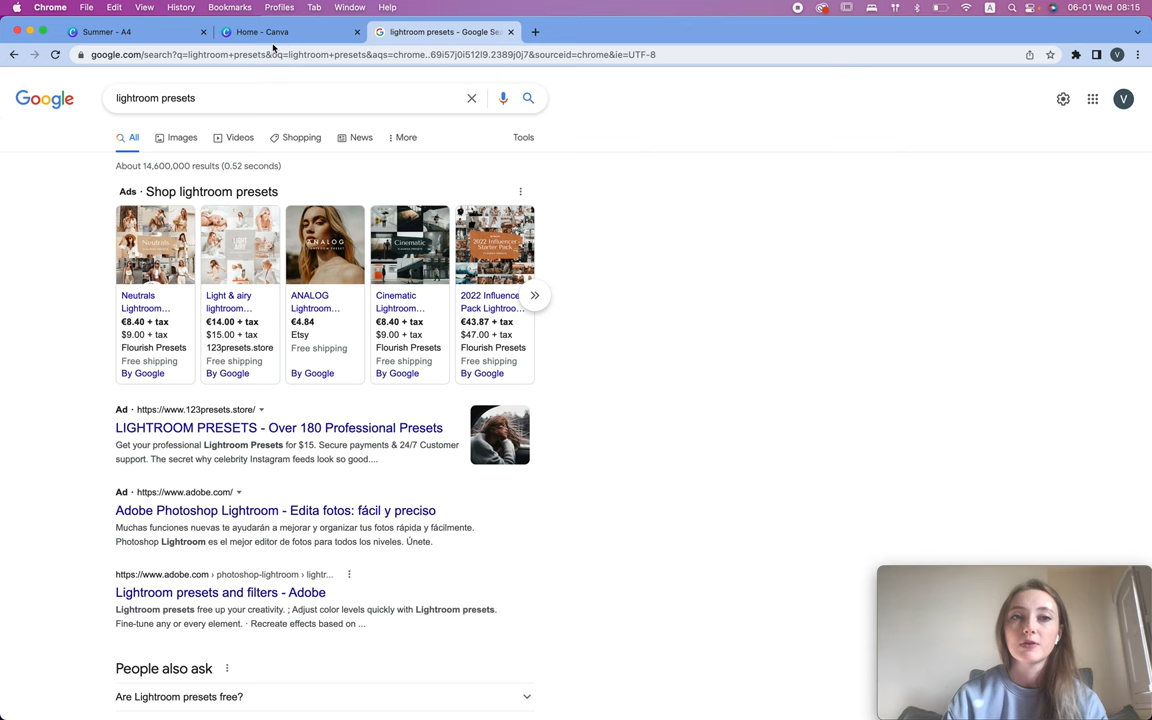 Chrome File Edit View History Bookmarks Profiles Tab Window Help A 06-01 Wed 08:15
Summer - A4 Home - Canva lightroom presets - Google Se
google.com/search?q=lightroom+presets&oq=lightroom+presets&aqs=chrome..69i57j0i512l9.2389j0j7&sourceid=chrome&ie=UTF-8 V
Google lightroom presets V
All Images Videos Shopping News More Tools
About 14,600,000 results (0.52 seconds)
Ads · Shop lightroom presets
Neutrals LIGHT ANALOG Cinematic 2022 Influencer
LIGHTROOM PRESET Starter Pack
Neutrals Light & airy ANALOG Cinematic 2022 Influence
Lightroom... lightroom... Lightroom... Lightroom... Pack Lightroo...
€8.40 + tax €14.00 + tax €4.84 €8.40 + tax €43.87 + tax
$9.00 + tax $15.00 + tax Etsy $9.00 + tax $47.00 + tax
Flourish Presets 123presets.store Free shipping Flourish Presets Flourish Presets
Free shipping Free shipping Free shipping Free shipping
By Google By Google By Google By Google By Google
Ad · https://www.123presets.store/
LIGHTROOM PRESETS - Over 180 Professional Presets
Get your professional Lightroom Presets for $15. Secure payments & 24/7 Customer
support. The secret why celebrity Instagram feeds look so good....
Ad · https://www.adobe.com/
Adobe Photoshop Lightroom - Edita fotos: fácil y preciso
Muchas funciones nuevas te ayudarán a mejorar y organizar tus fotos rápida y fácilmente.
Photoshop Lightroom es el mejor editor de fotos para todos los niveles. Únete.
https://www.adobe.com › photoshop-lightroom › lightr...
Lightroom presets and filters - Adobe
Lightroom presets free up your creativity. ; Adjust color levels quickly with Lightroom presets.
Fine-tune any or every element. · Recreate effects based on ...
People also ask
Are Lightroom presets free?